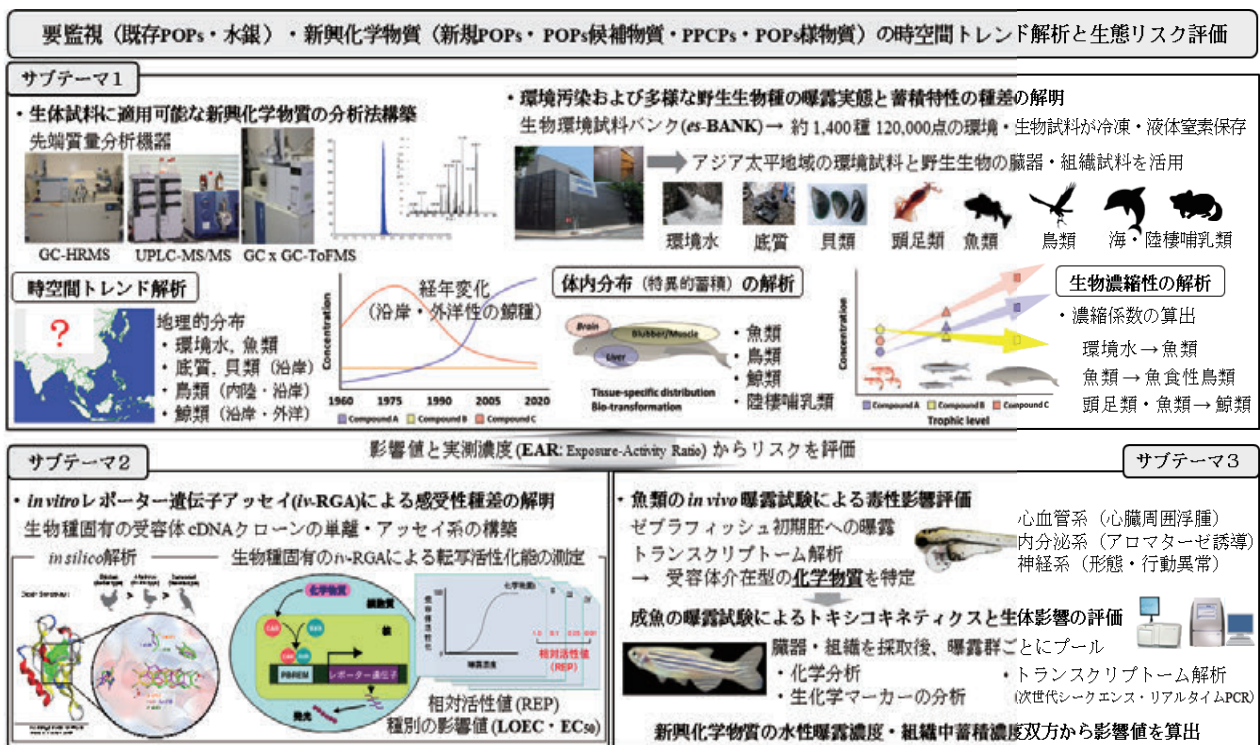 要監視（既存POPs・水銀）・新興化学物質（新規POPs・POPs候補物質・PPCPs・POPs様物質）の時空間トレンド解析と生態リスク評価
サブテーマ1
・生体試料に適用可能な新興化学物質の分析法構築
先端質量分析機器
GC-HRMS
UPLC-MS/MS
GC x GC-ToFMS
・環境汚染および多様な野生生物種の曝露実態と蓄積特性の種差の解明
生物環境試料バンク(es-BANK)→ 約1,400種 120,000点の環境・生物試料が冷凍・液体窒素保存
アジア太平地域の環境試料と野生生物の臓器・組織試料を活用
環境水
底質
貝類
頭足類
魚類
鳥類
海・陸棲哺乳類
時空間トレンド解析
?
地理的分布
・環境水, 魚類
・底質, 貝類（沿岸）
・鳥類（内陸・沿岸）
・鯨類（沿岸・外洋）
経年変化
（沿岸・外洋性の鯨種）
Concentration
1960 1975 1990 2005 2020
Compound A Compound B Compound C
体内分布（特異的蓄積）の解析
Brain
Blubber/Muscle
Liver
Tissue-specific distribution
Bio-transformation
・魚類
・鳥類
・鯨類
・陸棲哺乳類
Concentration
Compound A Compound B Compound C
Trophic level
生物濃縮性の解析
・濃縮係数の算出
環境水→魚類
魚類→魚食性鳥類
頭足類・魚類→鯨類
影響値と実測濃度(EAR: Exposure-Activity Ratio) からリスクを評価
サブテーマ2
・in vitroレポーター遺伝子アッセイ(iv-RGA)による感受性種差の解明
生物種固有の受容体cDNAクローンの単離・アッセイ系の構築
in silico解析
生物種固有のiv-RGAによる転写活性化能の測定
化学物質
細胞質
核
CAR
CAR
PBREM
レポーター遺伝子
発光
化学物質
曝露濃度
100
0
1.0 0.1 0.05 0.01
相対活性値
(REP)
相対活性値(REP)
種別の影響値(LOEC・EC50)
サブテーマ3
・魚類のin vivo曝露試験による毒性影響評価
ゼブラフィッシュ初期胚への曝露
トランスクリプトーム解析
→ 受容体介在型の化学物質を特定
心血管系（心臓周囲浮腫）
内分泌系（アロマターゼ誘導）
神経系（形態・行動異常）
成魚の曝露試験によるトキシコキネティクスと生体影響の評価
臓器・組織を採取後、曝露群ごとにプール
・化学分析
・生化学マーカーの分析
・トランスクリプトーム解析
(次世代シークエンス・リアルタイムPCR)
新興化学物質の水性曝露濃度・組織中蓄積濃度双方から影響値を算出